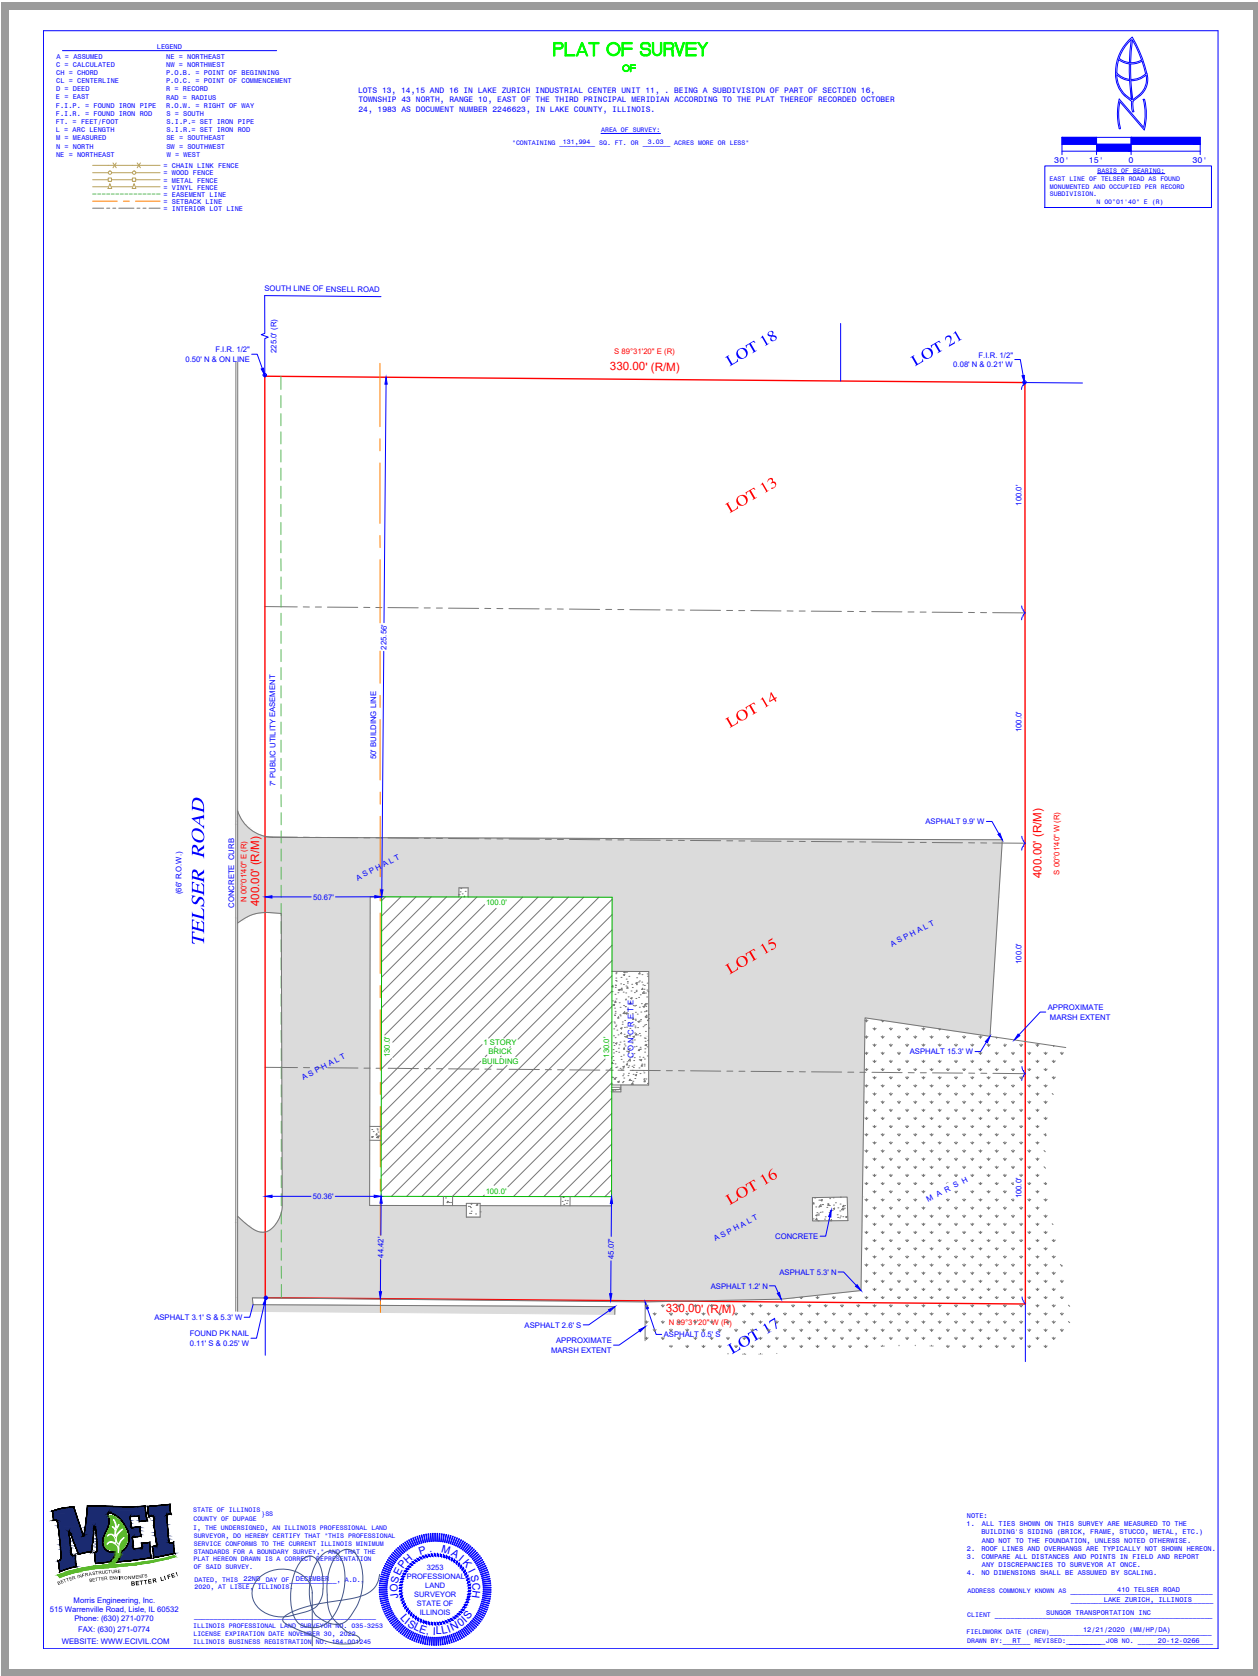 LEGEND
A = ASSUMED
C = CALCULATED
CH = CHORD
CL = CENTERLINE
D = DEED
E = EAST
F.I.P. = FOUND IRON PIPE
F.I.R. = FOUND IRON ROD
FT. = FEET/FOOT
L = ARC LENGTH
M = MEASURED
N = NORTH
NE = NORTHEAST
NE = NORTHEAST
NW = NORTHWEST
P.O.B. = POINT OF BEGINNING
P.O.C. = POINT OF COMMENCEMENT
R = RECORD
RAD = RADIUS
R.O.W. = RIGHT OF WAY
S = SOUTH
S.I.P.= SET IRON PIPE
S.I.R.= SET IRON ROD
SE = SOUTHEAST
SW = SOUTHWEST
W = WEST
= CHAIN LINK FENCE
= WOOD FENCE
= METAL FENCE
= VINYL FENCE
= EASEMENT LINE
= SETBACK LINE
= INTERIOR LOT LINE
PLAT OF SURVEY
OF
LOTS 13, 14,15 AND 16 IN LAKE ZURICH INDUSTRIAL CENTER UNIT 11, . BEING A SUBDIVISION OF PART OF SECTION 16,
TOWNSHIP 43 NORTH, RANGE 10, EAST OF THE THIRD PRINCIPAL MERIDIAN ACCORDING TO THE PLAT THEREOF RECORDED OCTOBER
24, 1983 AS DOCUMENT NUMBER 2246623, IN LAKE COUNTY, ILLINOIS.
AREA OF SURVEY:
"CONTAINING 131,994 SQ. FT. OR 3.03 ACRES MORE OR LESS"
30' 15' 0 30'
BASIS OF BEARING:
EAST LINE OF TELSER ROAD AS FOUND
MONUMENTED AND OCCUPIED PER RECORD
SUBDIVISION.
N 00°01'40" E (R)
SOUTH LINE OF ENSELL ROAD
225.0' (R)
F.I.R. 1/2"
0.50' N & ON LINE
S 89°31'20" E (R)
330.00' (R/M)
LOT 18
LOT 21
F.I.R. 1/2"
0.08' N & 0.21' W
LOT 13
100.0'
225.56'
LOT 14
7' PUBLIC UTILITY EASEMENT
50' BUILDING LINE
100.0'
TELSER ROAD
(66' R.O.W.)
CONCRETE CURB
N 00°01'40" E (R)
400.00' (R/M)
ASPHALT 9.9' W
400.00' (R/M)
S 00°01'40" W (R)
ASPHALT
50.67'
100.0'
LOT 15
ASPHALT
100.0'
CONCRETE
130.0'
1 STORY
BRICK
BUILDING
130.0'
APPROXIMATE
MARSH EXTENT
ASPHALT 15.3' W
ASPHALT
50.36'
100.0'
LOT 16
MARSH
100.0'
ASPHALT
CONCRETE
44.42'
45.07'
ASPHALT 5.3' N
ASPHALT 1.2' N
ASPHALT 3.1' S & 5.3' W
FOUND PK NAIL
0.11' S & 0.25' W
ASPHALT 2.6' S
330.00' (R/M)
N 89°31'20" W (R)
ASPHALT 0.5' S
APPROXIMATE
MARSH EXTENT
LOT 17
MEI
BETTER INFRASTRUCTURE
BETTER ENVIRONMENTS
BETTER LIFE!
Morris Engineering, Inc.
515 Warrenville Road, Lisle, IL 60532
Phone: (630) 271-0770
FAX: (630) 271-0774
WEBSITE: WWW.ECIVIL.COM
STATE OF ILLINOIS
COUNTY OF DUPAGE )SS
I, THE UNDERSIGNED, AN ILLINOIS PROFESSIONAL LAND
SURVEYOR, DO HEREBY CERTIFY THAT "THIS PROFESSIONAL
SERVICE CONFORMS TO THE CURRENT ILLINOIS MINIMUM
STANDARDS FOR A BOUNDARY SURVEY," AND THAT THE
PLAT HEREON DRAWN IS A CORRECT REPRESENTATION
OF SAID SURVEY.
DATED, THIS 22ND DAY OF DECEMBER , A.D.,
2020, AT LISLE, ILLINOIS.
ILLINOIS PROFESSIONAL LAND SURVEYOR NO. 035-3253
LICENSE EXPIRATION DATE NOVEMBER 30, 2022
ILLINOIS BUSINESS REGISTRATION NO. 184-001245
JOSEPH P. MAIKISCH
3253
PROFESSIONAL
LAND
SURVEYOR
STATE OF
ILLINOIS
LISLE, ILLINOIS
NOTE:
1. ALL TIES SHOWN ON THIS SURVEY ARE MEASURED TO THE
BUILDING'S SIDING (BRICK, FRAME, STUCCO, METAL, ETC.)
AND NOT TO THE FOUNDATION, UNLESS NOTED OTHERWISE.
2. ROOF LINES AND OVERHANGS ARE TYPICALLY NOT SHOWN HEREON.
3. COMPARE ALL DISTANCES AND POINTS IN FIELD AND REPORT
ANY DISCREPANCIES TO SURVEYOR AT ONCE.
4. NO DIMENSIONS SHALL BE ASSUMED BY SCALING.
ADDRESS COMMONLY KNOWN AS 410 TELSER ROAD
LAKE ZURICH, ILLINOIS
CLIENT SUNGOR TRANSPORTATION INC
FIELDWORK DATE (CREW) 12/21/2020 (MM/HP/DA)
DRAWN BY: RT REVISED: JOB NO. 20-12-0266